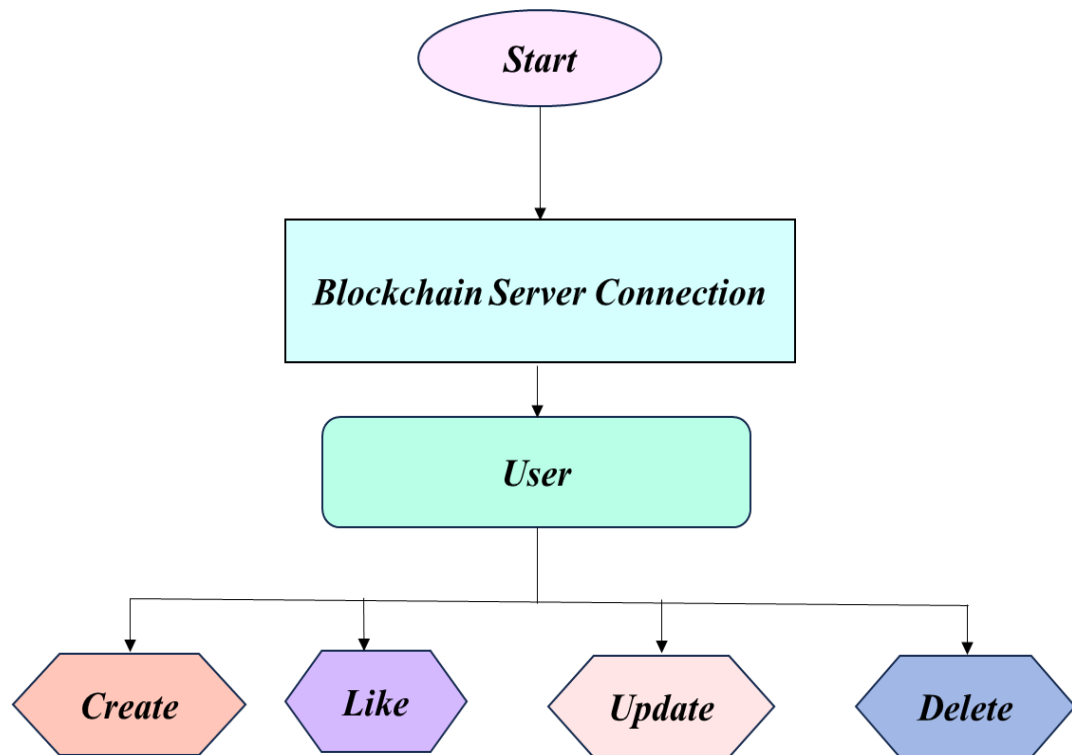 Start
Blockchain Server Connection
User
Create
Like
Update
Delete